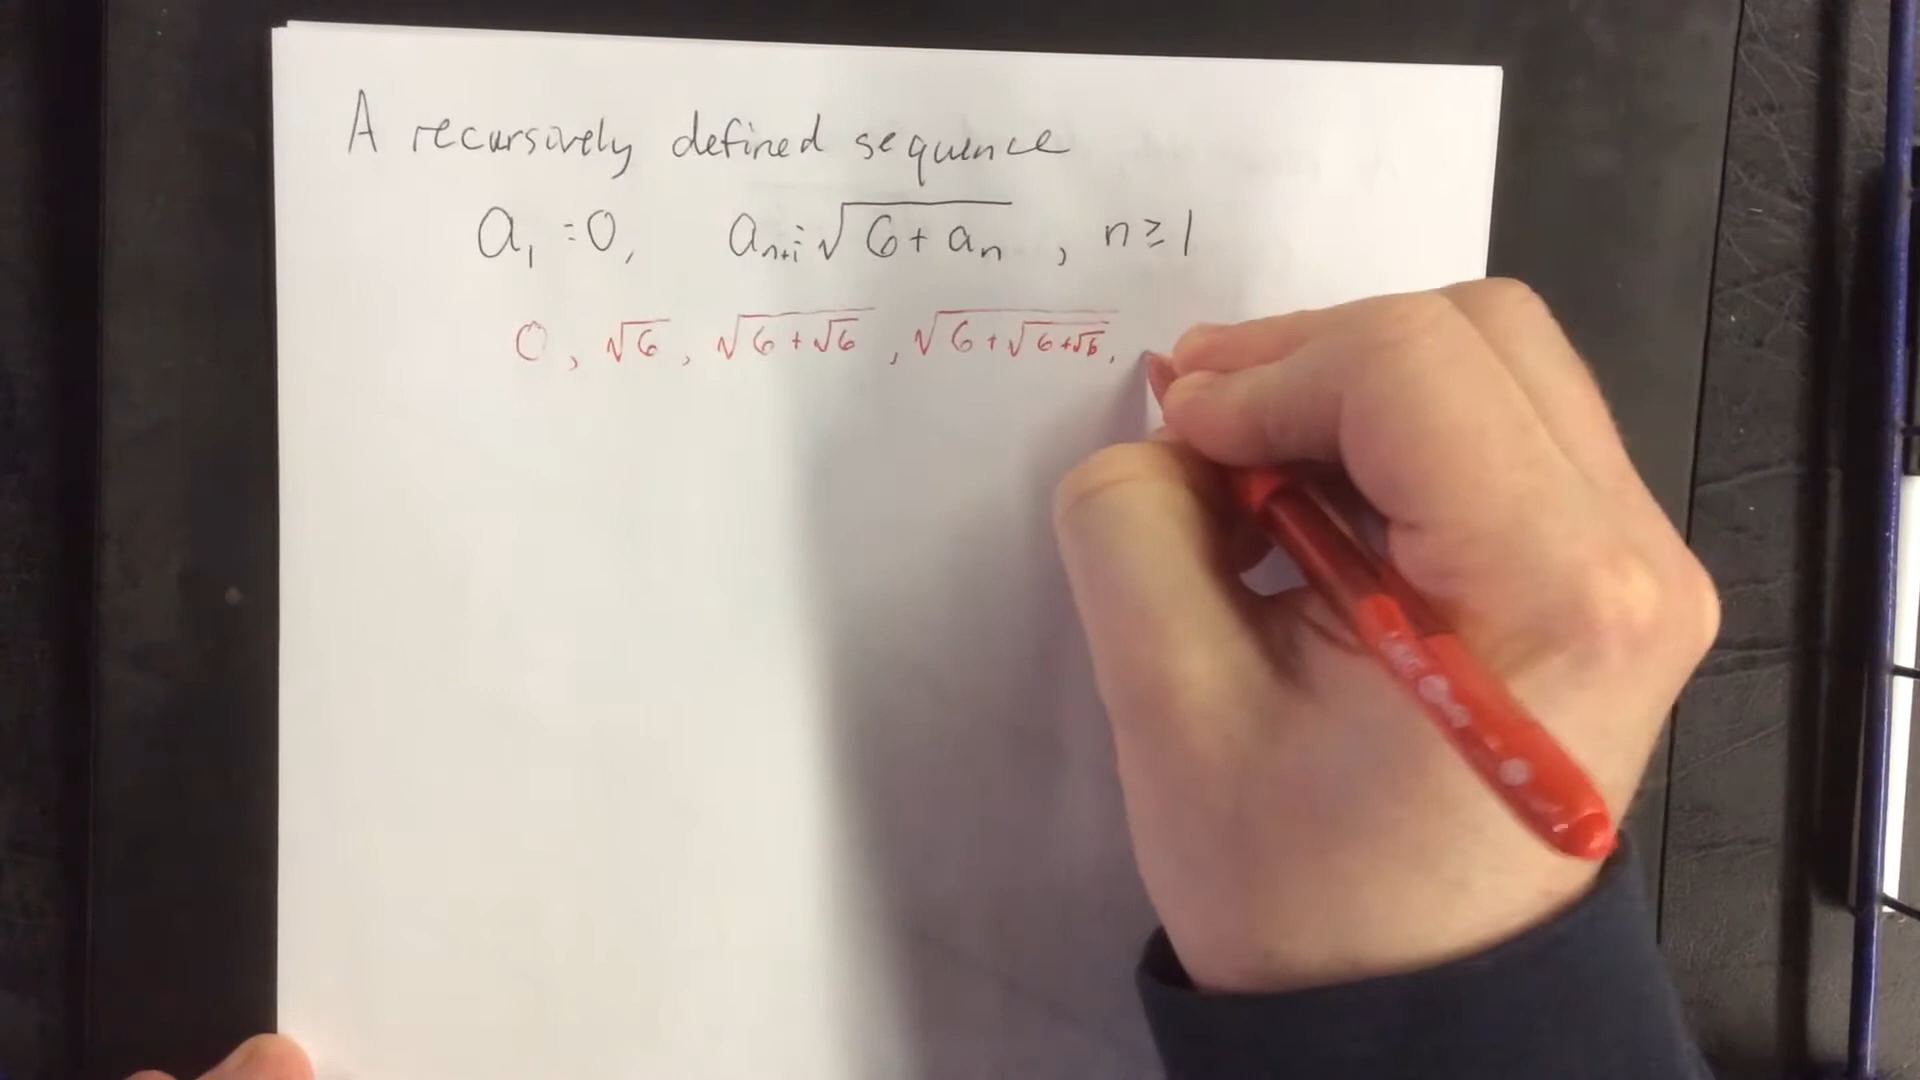 A recursively defined sequence
a₁ = 0, aₙ₊₁ = √(6 + aₙ) , n ≥ 1
0, √6, √(6 + √6), √(6 + √(6 + √6)),